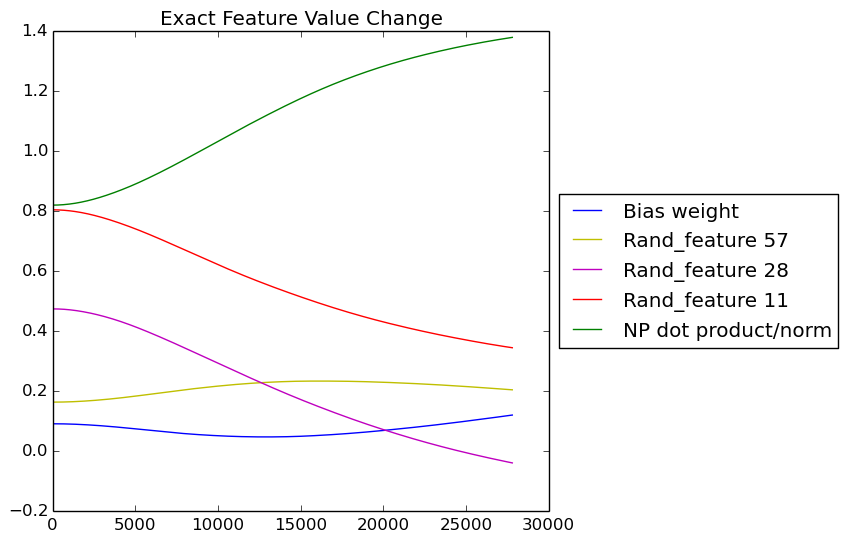 Exact Feature Value Change
1.4
1.2
1.0
0.8
0.6
0.4
0.2
0.0
−0.2
0 5000 10000 15000 20000 25000 30000
Bias weight
Rand_feature 57
Rand_feature 28
Rand_feature 11
NP dot product/norm